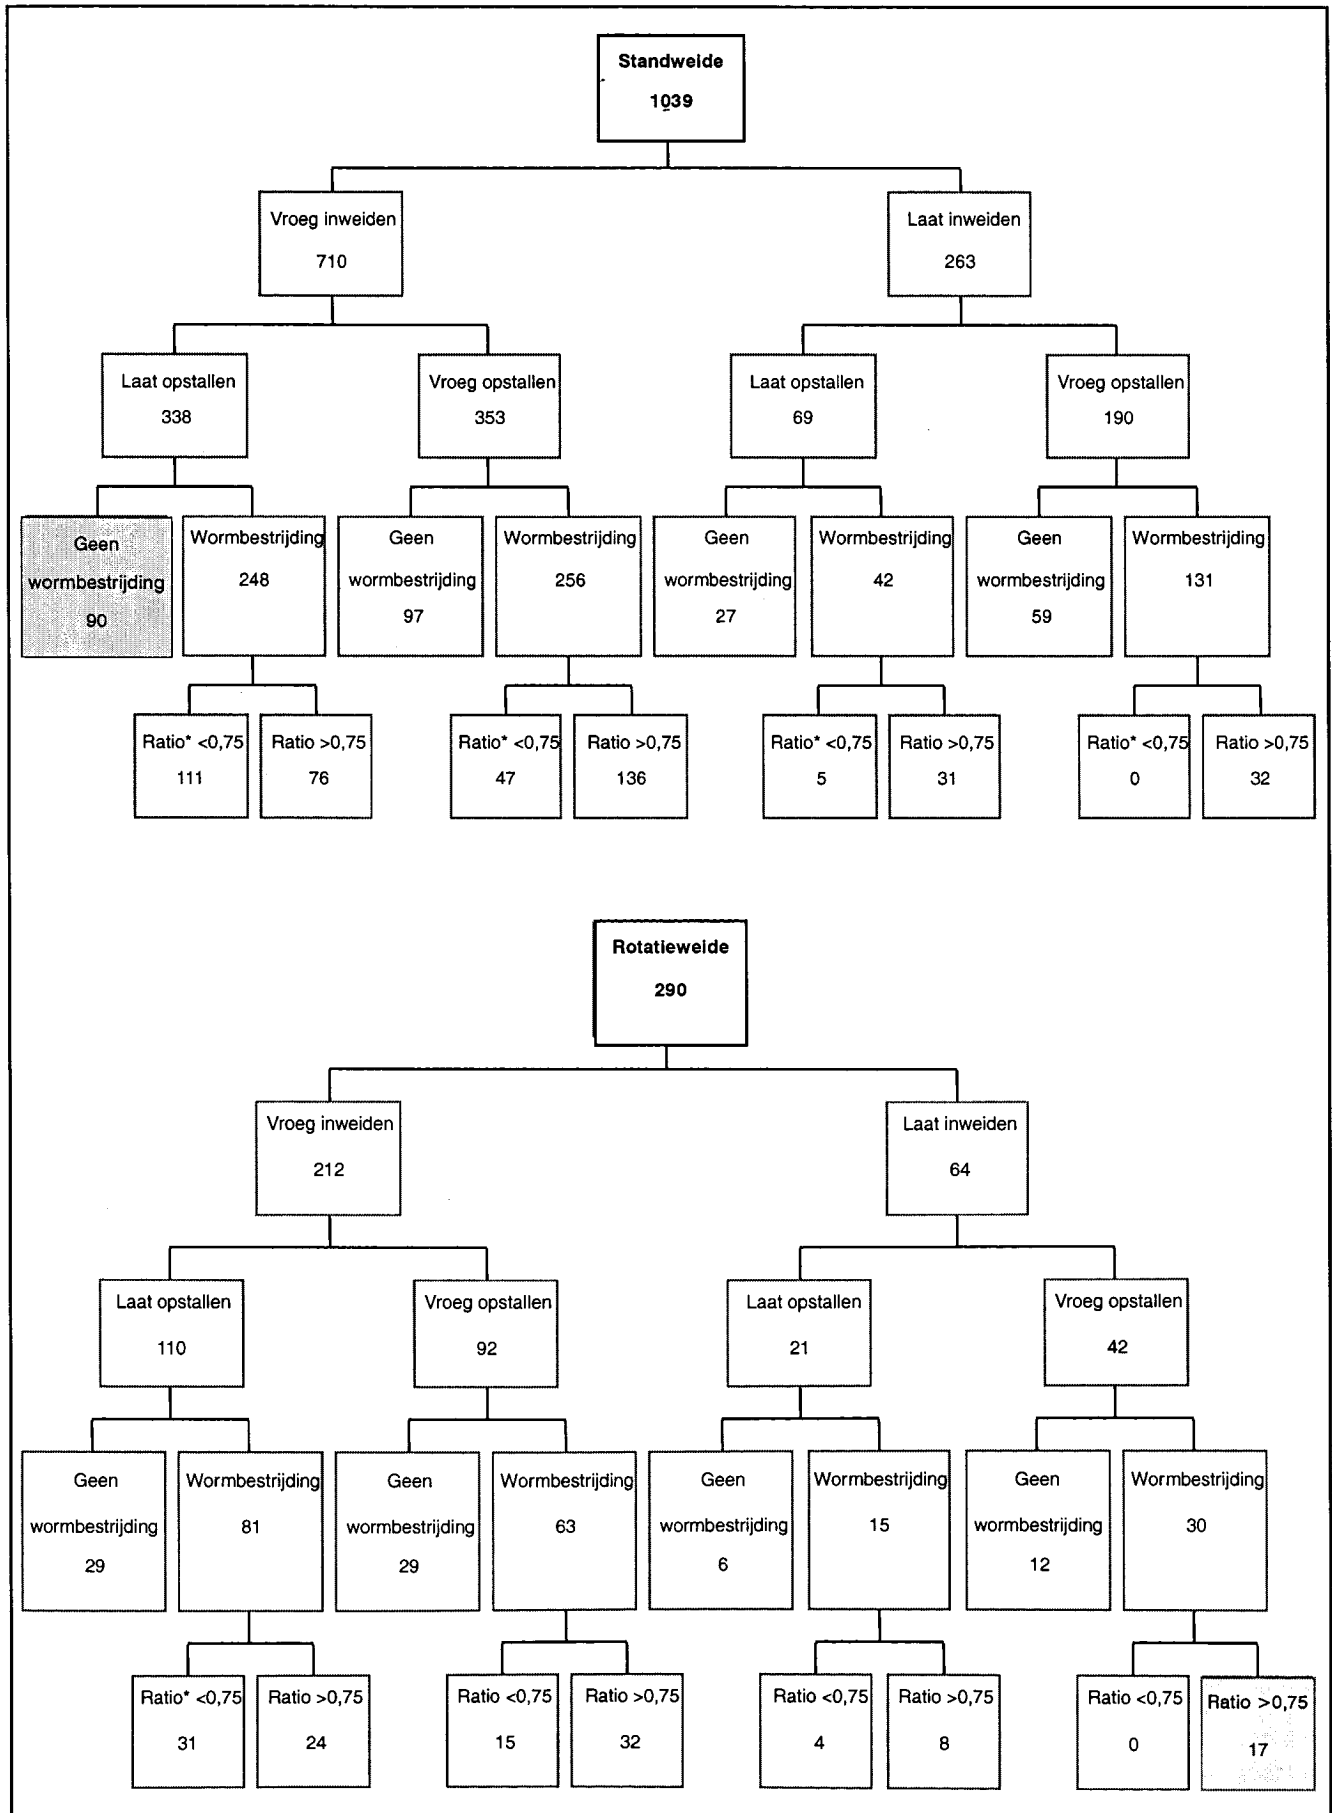 Standweide
1039
Vroeg inweiden
710
Laat inweiden
263
Laat opstallen
338
Vroeg opstallen
353
Laat opstallen
69
Vroeg opstallen
190
Geen
wormbestrijding
90
Wormbestrijding
248
Geen
wormbestrijding
97
Wormbestrijding
256
Geen
wormbestrijding
27
Wormbestrijding
42
Geen
wormbestrijding
59
Wormbestrijding
131
Ratio* <0,75
111
Ratio >0,75
76
Ratio* <0,75
47
Ratio >0,75
136
Ratio* <0,75
5
Ratio >0,75
31
Ratio* <0,75
0
Ratio >0,75
32
Rotatieweide
290
Vroeg inweiden
212
Laat inweiden
64
Laat opstallen
110
Vroeg opstallen
92
Laat opstallen
21
Vroeg opstallen
42
Geen
wormbestrijding
29
Wormbestrijding
81
Geen
wormbestrijding
29
Wormbestrijding
63
Geen
wormbestrijding
6
Wormbestrijding
15
Geen
wormbestrijding
12
Wormbestrijding
30
Ratio* <0,75
31
Ratio >0,75
24
Ratio <0,75
15
Ratio >0,75
32
Ratio <0,75
4
Ratio >0,75
8
Ratio <0,75
0
Ratio >0,75
17